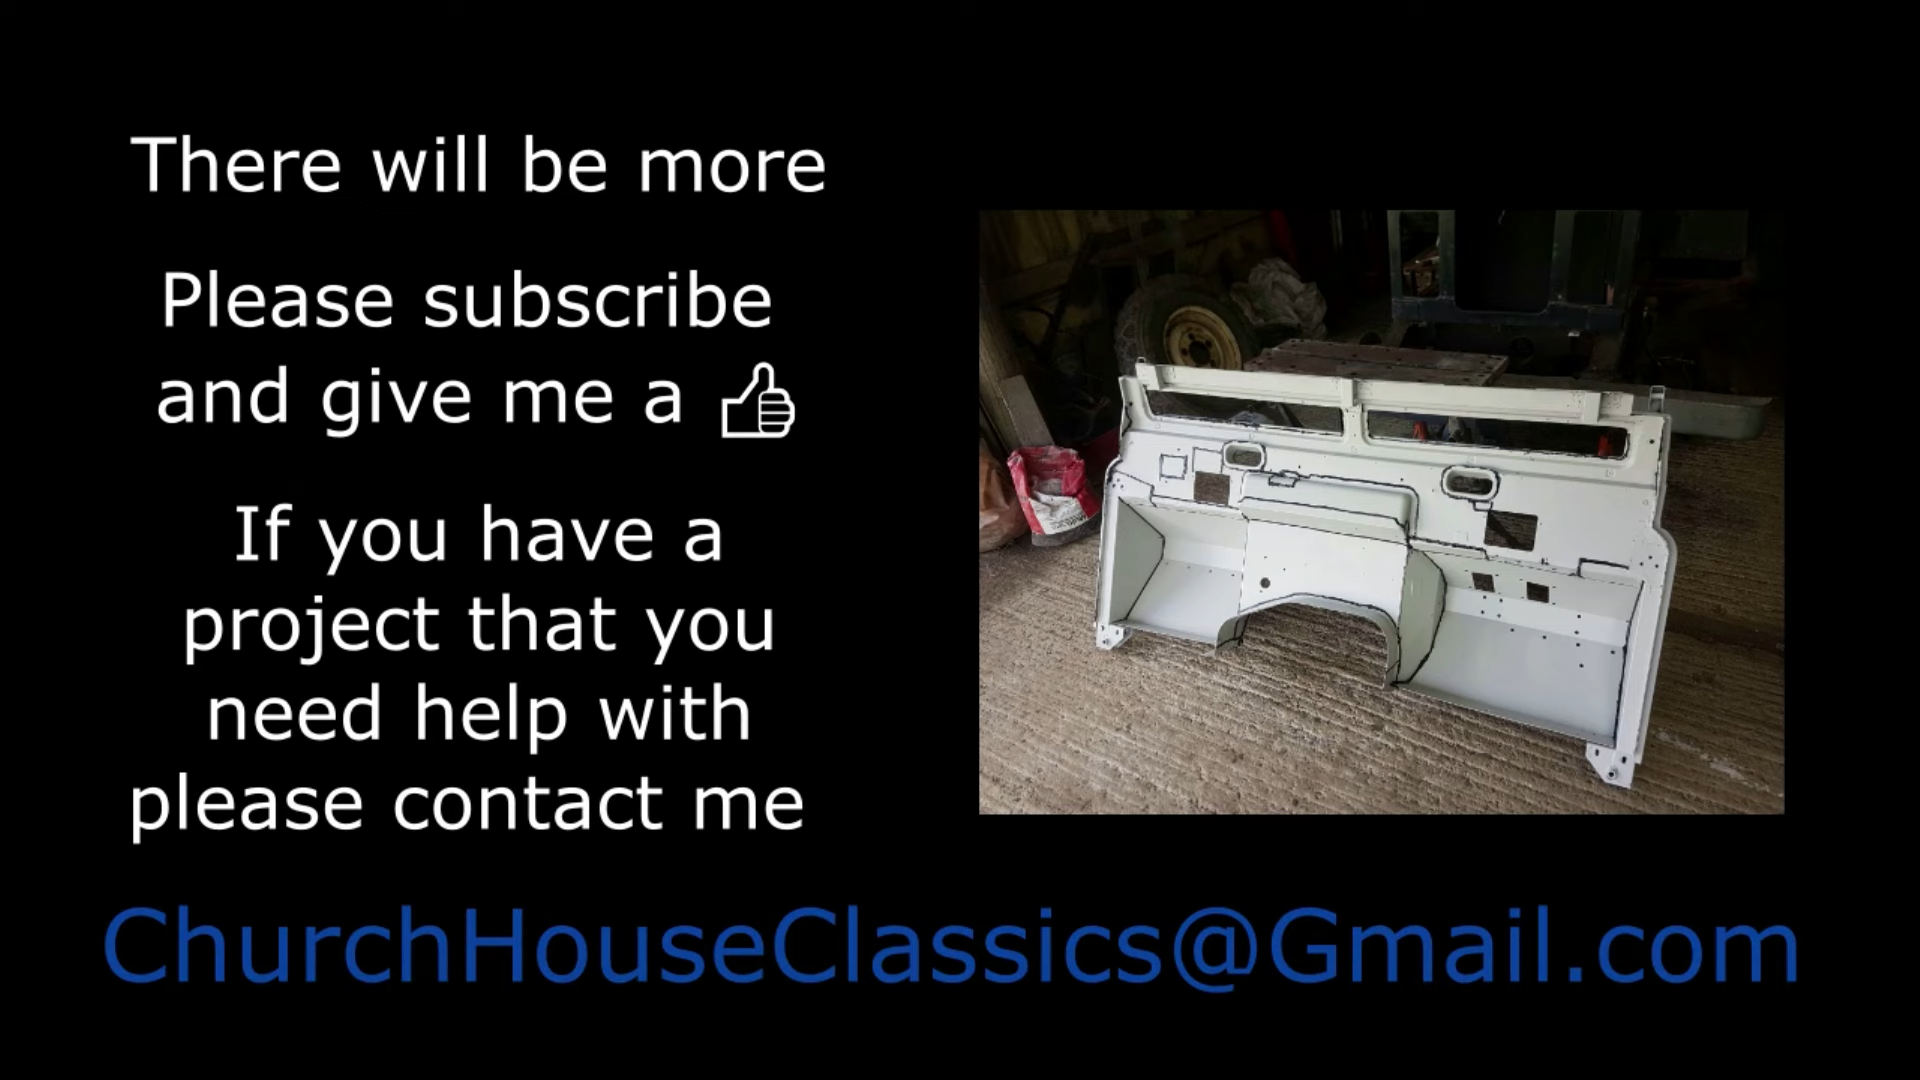 There will be more
Please subscribe
and give me a 👍
If you have a
project that you
need help with
please contact me
ChurchHouseClassics@Gmail.com